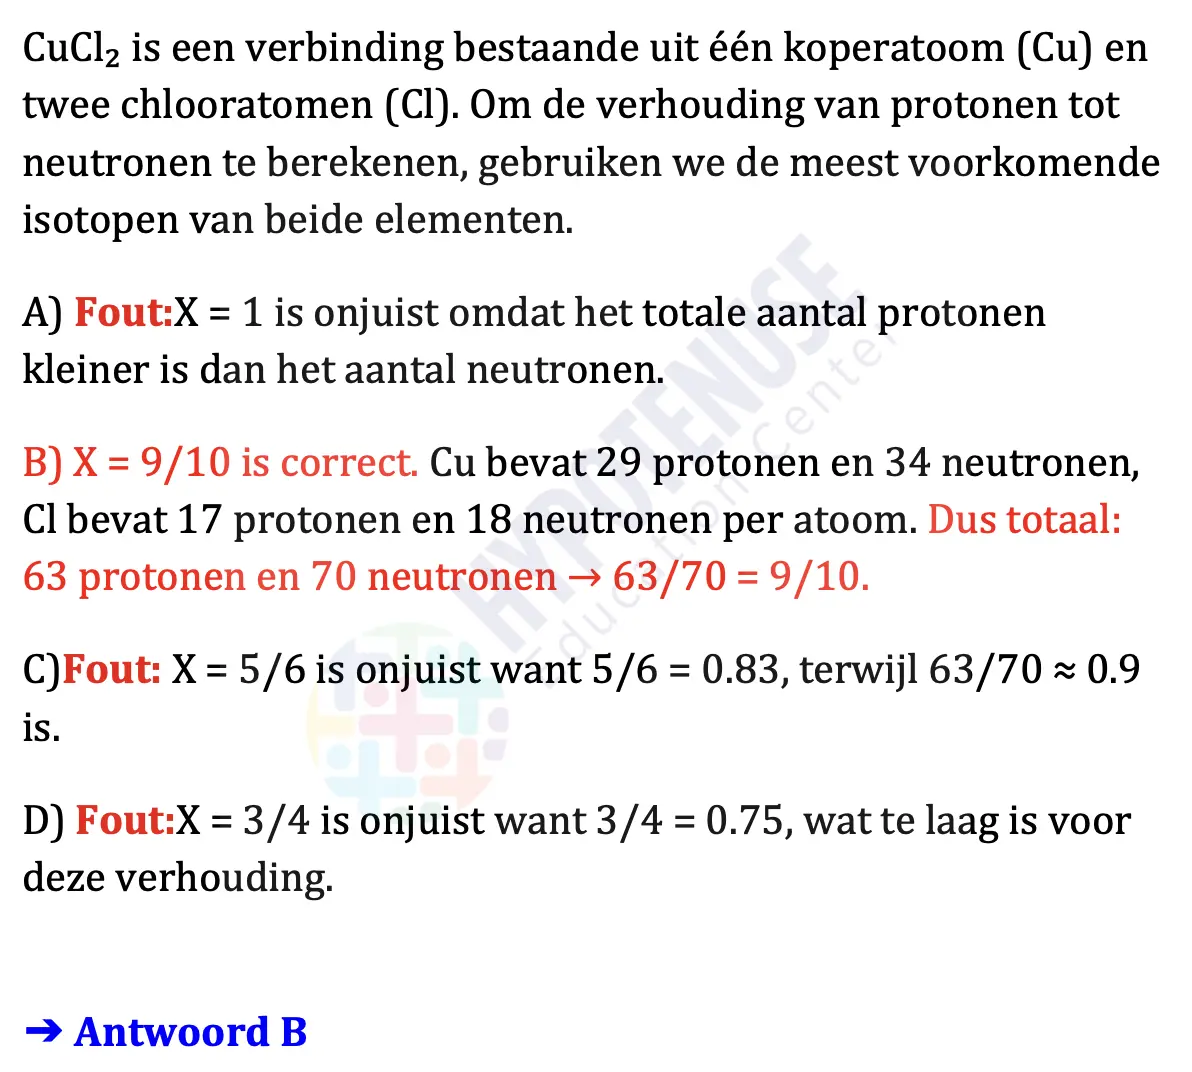 CuCl₂ is een verbinding bestaande uit één koperatoom (Cu) en
twee chlooratomen (Cl). Om de verhouding van protonen tot
neutronen te berekenen, gebruiken we de meest voorkomende
isotopen van beide elementen.
A) Fout:X = 1 is onjuist omdat het totale aantal protonen
kleiner is dan het aantal neutronen.
B) X = 9/10 is correct. Cu bevat 29 protonen en 34 neutronen,
Cl bevat 17 protonen en 18 neutronen per atoom. Dus totaal:
63 protonen en 70 neutronen → 63/70 = 9/10.
C)Fout: X = 5/6 is onjuist want 5/6 = 0.83, terwijl 63/70 ≈ 0.9
is.
D) Fout:X = 3/4 is onjuist want 3/4 = 0.75, wat te laag is voor
deze verhouding.
➔ Antwoord B
HYPOTENUSE
Education Center